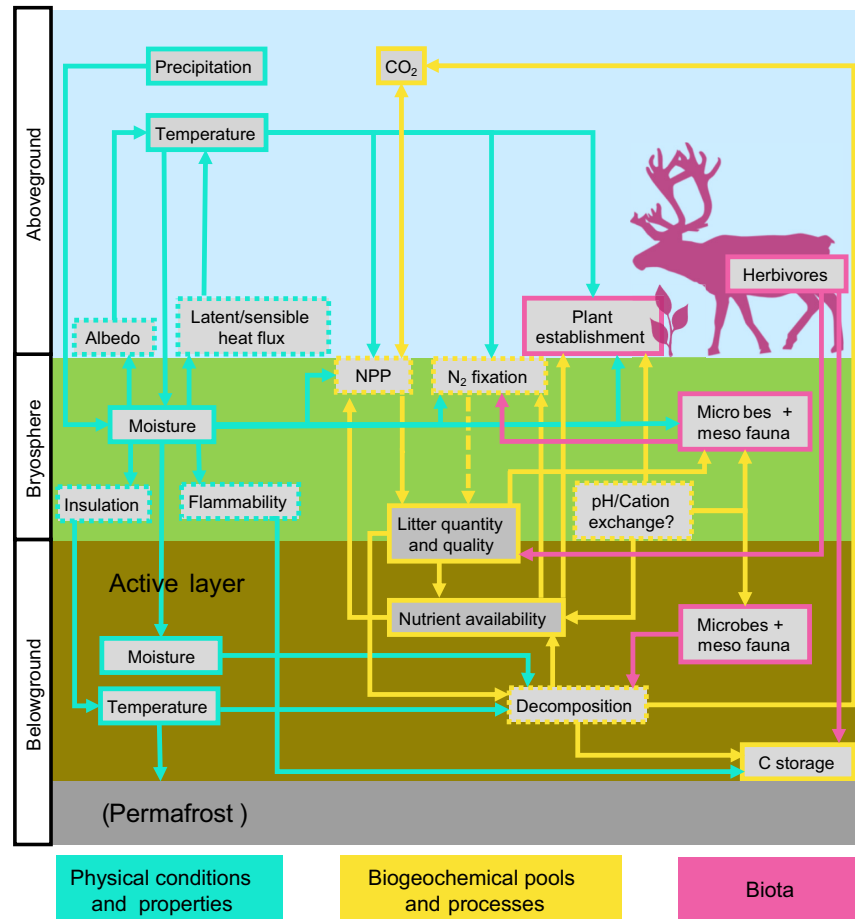 Aboveground
Precipitation
CO₂
Temperature
Herbivores
Albedo
Latent/sensible
heat flux
Plant
establishment
Bryosphere
NPP
N₂ fixation
Moisture
Microbes +
meso fauna
Insulation
Flammability
Litter quantity
and quality
pH/Cation
exchange?
Belowground
Active layer
Nutrient availability
Microbes +
meso fauna
Moisture
Temperature
Decomposition
C storage
(Permafrost )
Physical conditions
and properties
Biogeochemical pools
and processes
Biota